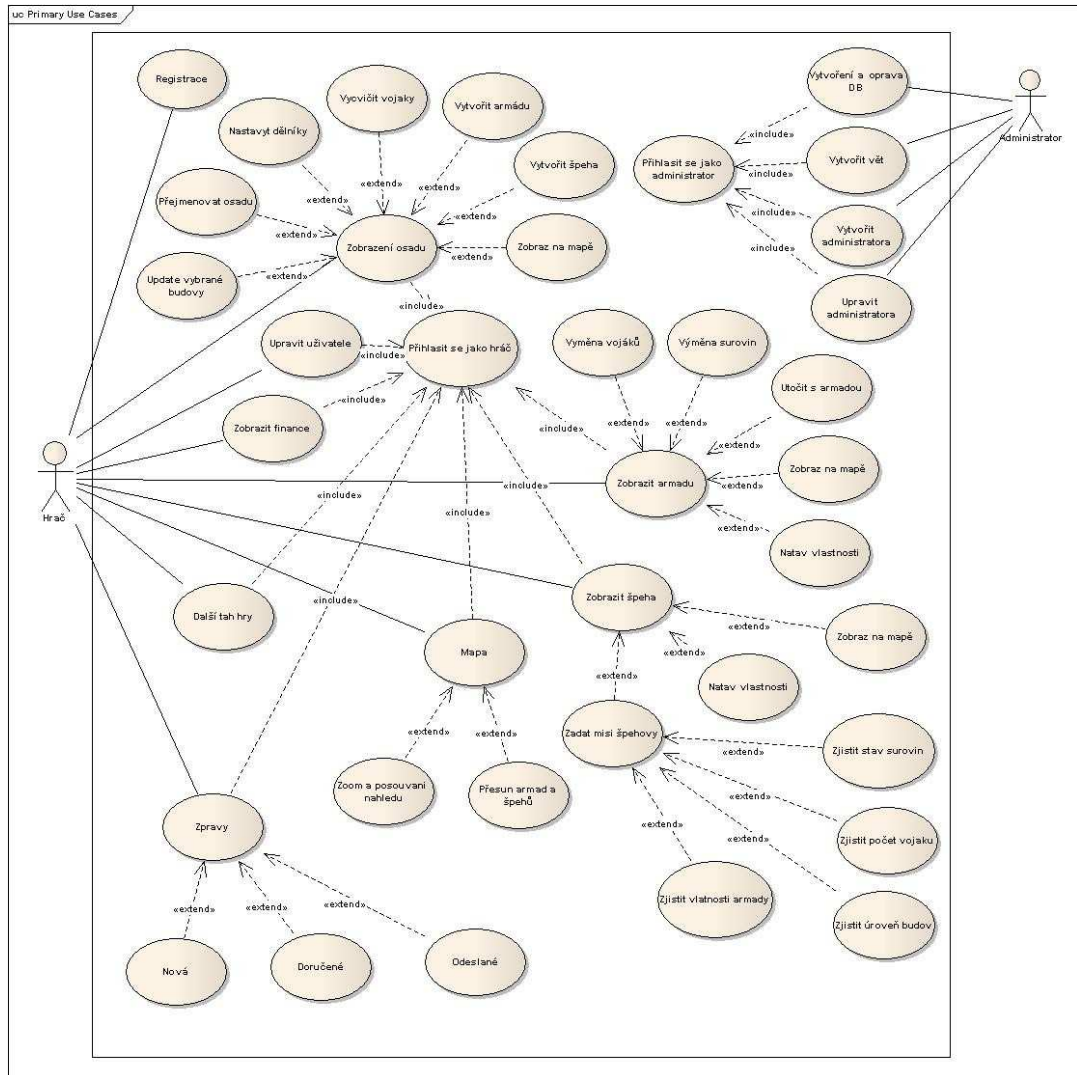 uc Primary Use Cases
Registrace
Vycvičit vojaky
Vytvořit armádu
Nastavyt dělníky
Vytvořit špeha
Přejmenovat osadu
Zobrazení osadu
Zobraz na mapě
Update vybrané
budovy
«extend»
«extend»
«extend»
«extend»
«extend»
«extend»
«extend»
«include»
Vytvoření a oprava
DB
Administrator
Přihlasit se jako
administrator
Vytvořit vět
Vytvořit
administratora
Upravit
administratora
«include»
«include»
«include»
«include»
Upravit uživatele
«include»
Přihlasit se jako hráč
Zobrazit finance
«include»
Vyměna vojáků
Výměna surovin
Utočit s armadou
«extend»
«extend»
«extend»
«include»
Zobrazit armadu
Zobraz na mapě
«extend»
«extend»
Natav vlastnosti
Hrač
«include»
«include»
«include»
«include»
Další tah hry
Mapa
Zobrazit špeha
«extend»
Zobraz na mapě
«extend»
Natav vlastnosti
«extend»
Zadat misi špehovy
«extend»
«extend»
Zoom a posouvani
nahledu
Přesun armad a
špehů
«extend»
Zjistit stav surovin
«extend»
Zjistit počet vojaku
«extend»
Zjistit úroveň budov
«extend»
Zjistit vlatnosti armady
Zpravy
«extend»
«extend»
«extend»
Nová
Doručené
Odeslané